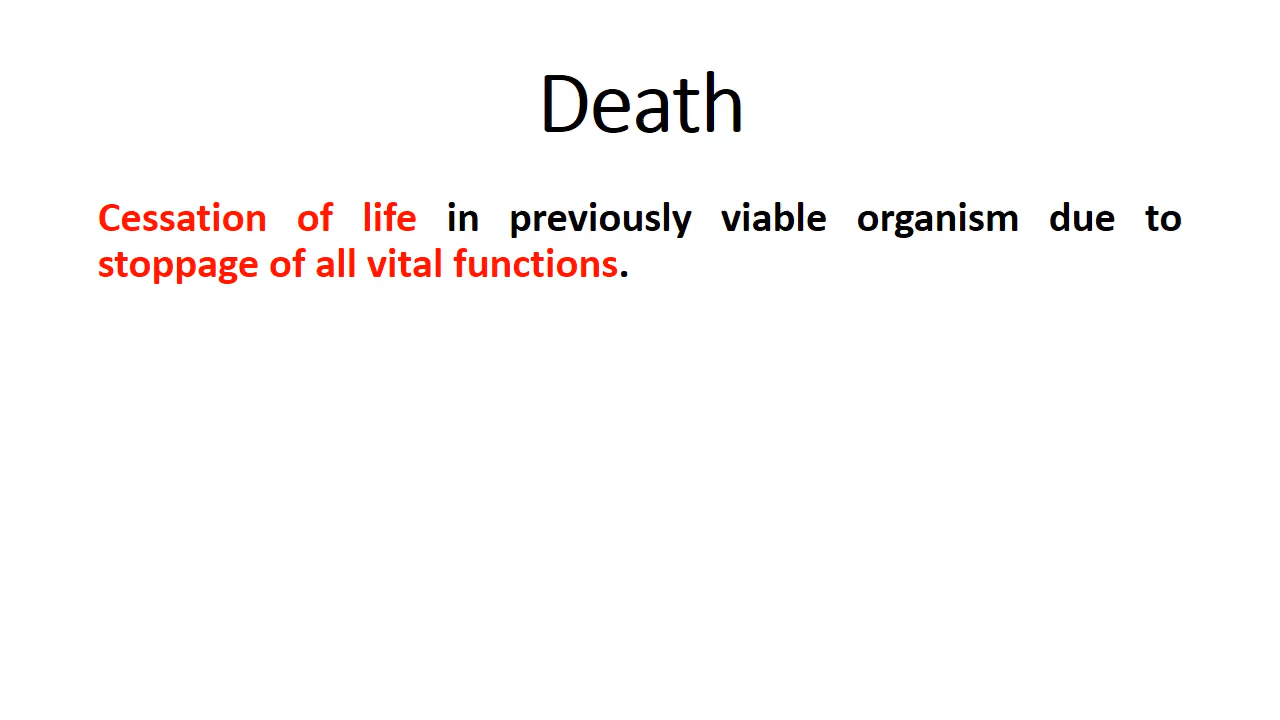 Death
Cessation of life in previously viable organism due to
stoppage of all vital functions.